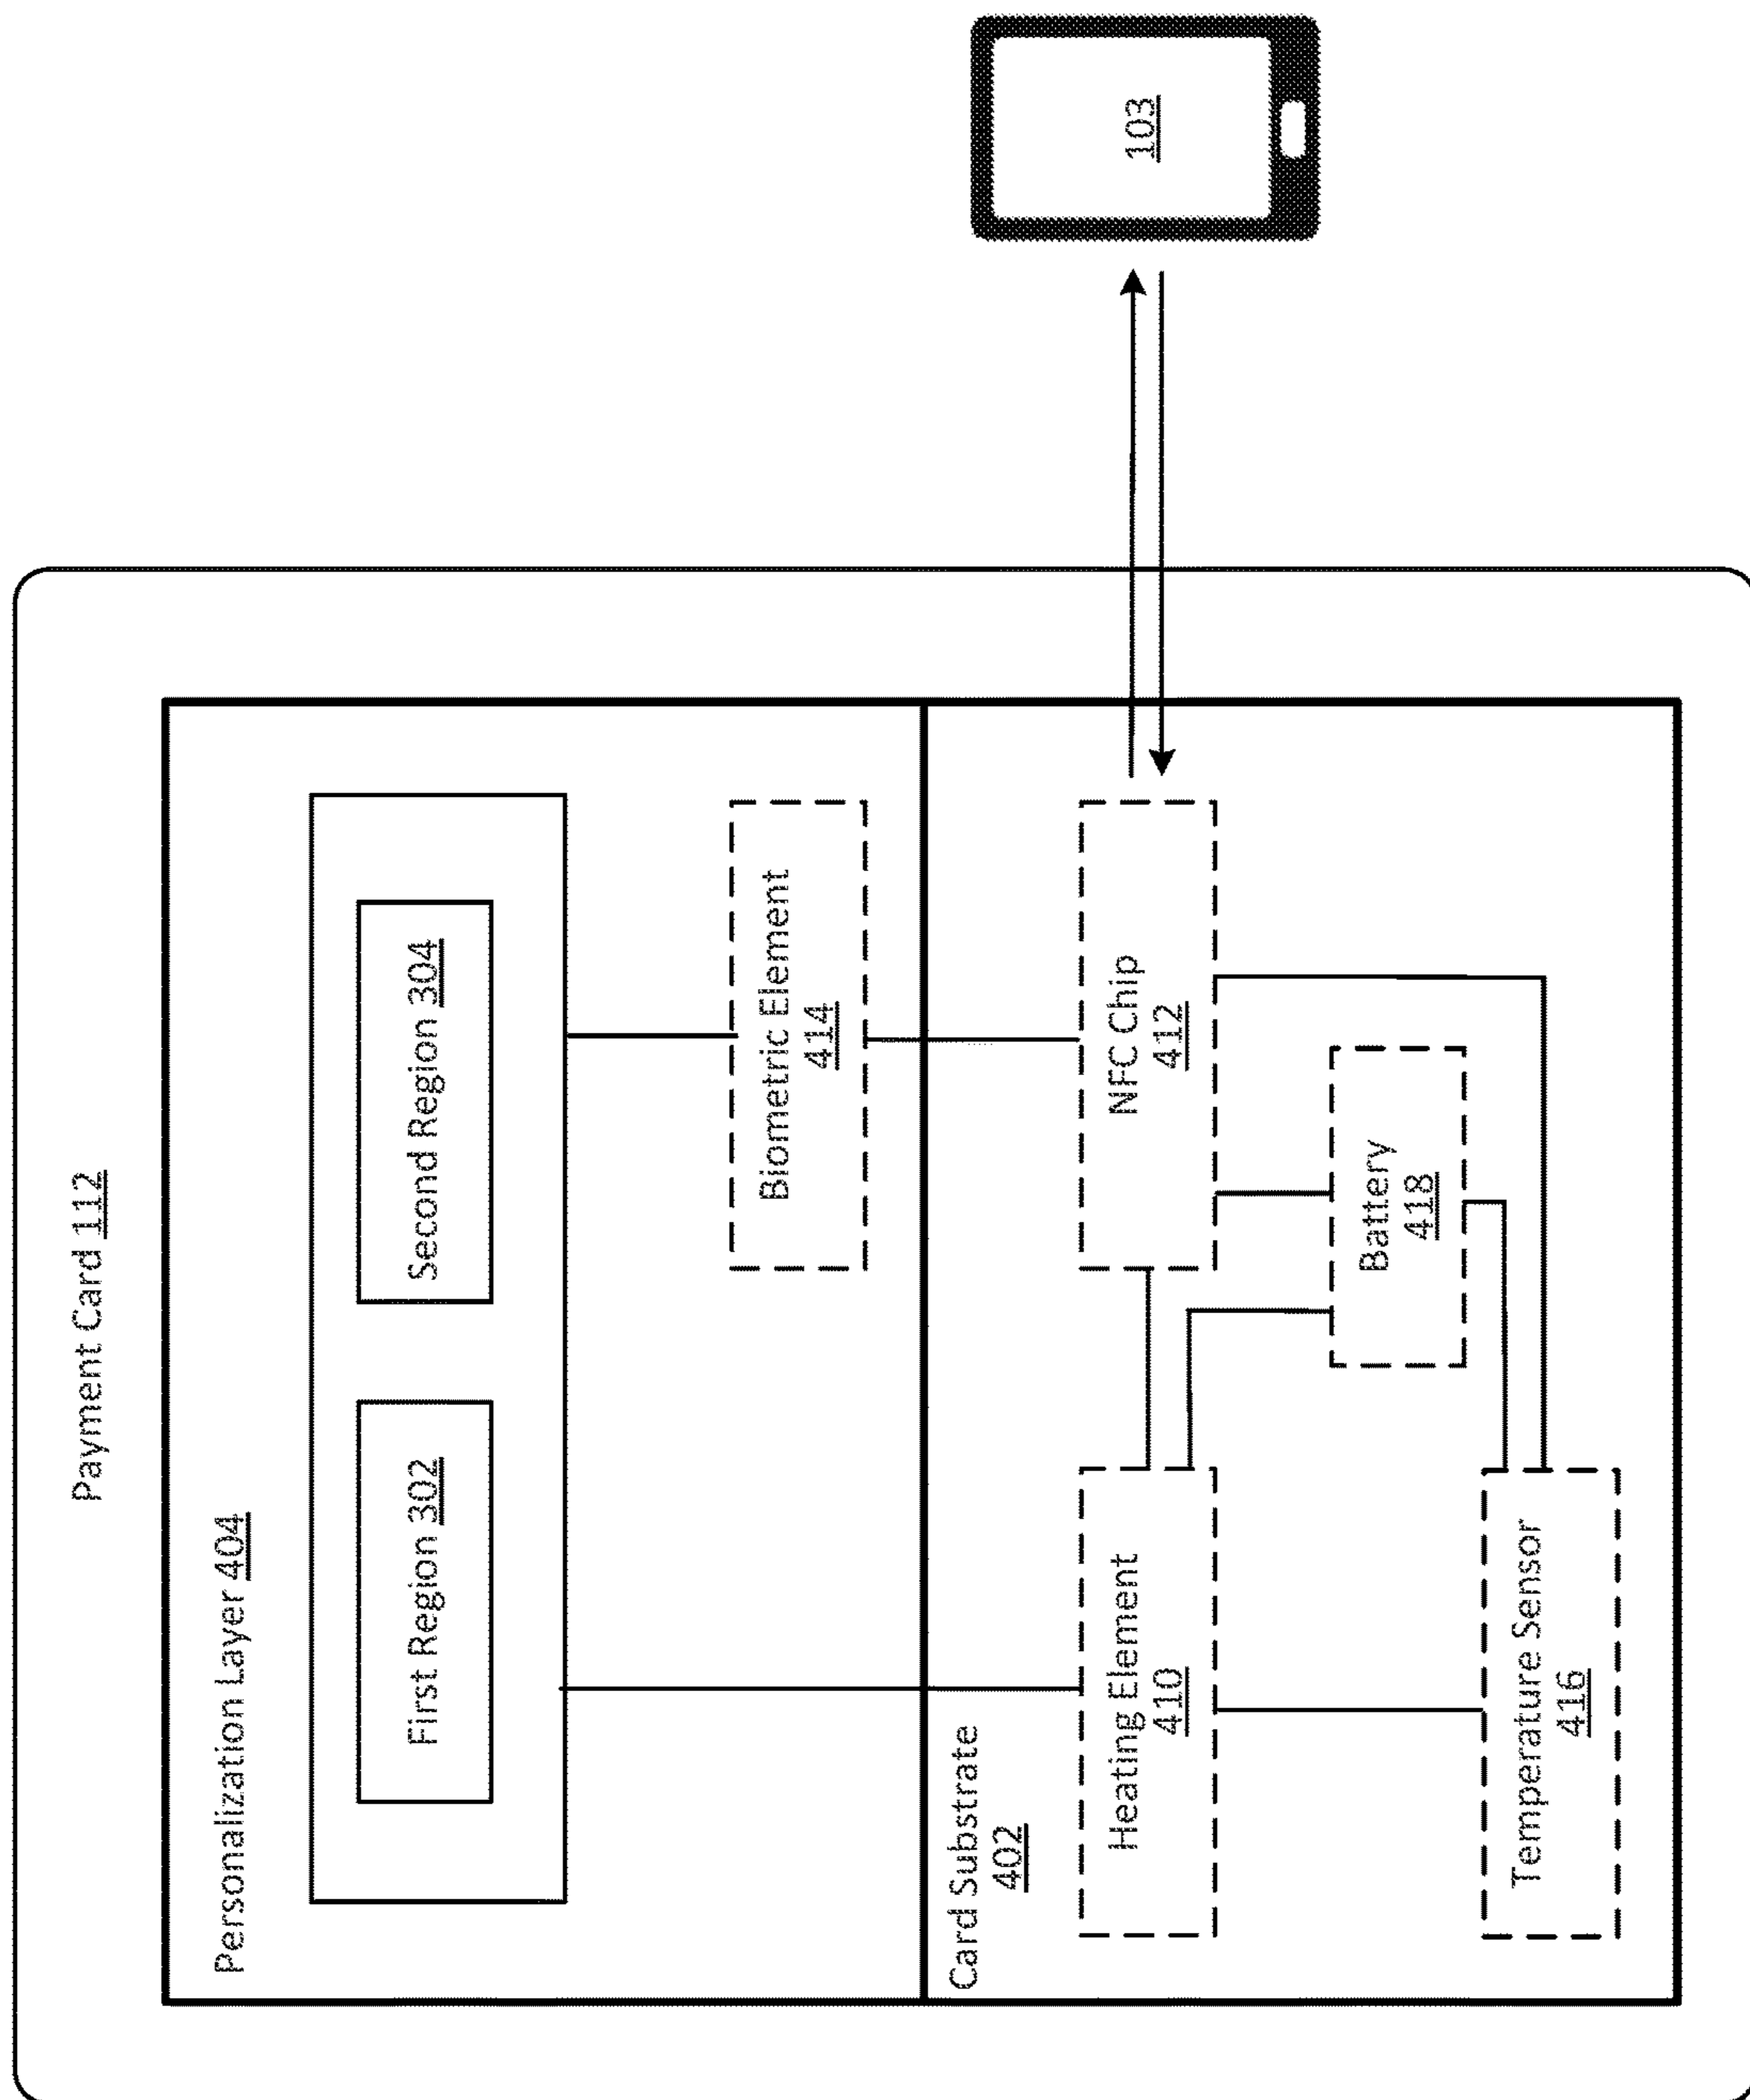 Payment Card 112
Personalization Layer 404
First Region 302
Second Region 304
Biometric Element
414
Card Substrate
402
Heating Element
410
NFC Chip
412
Battery
418
Temperature Sensor
416
103